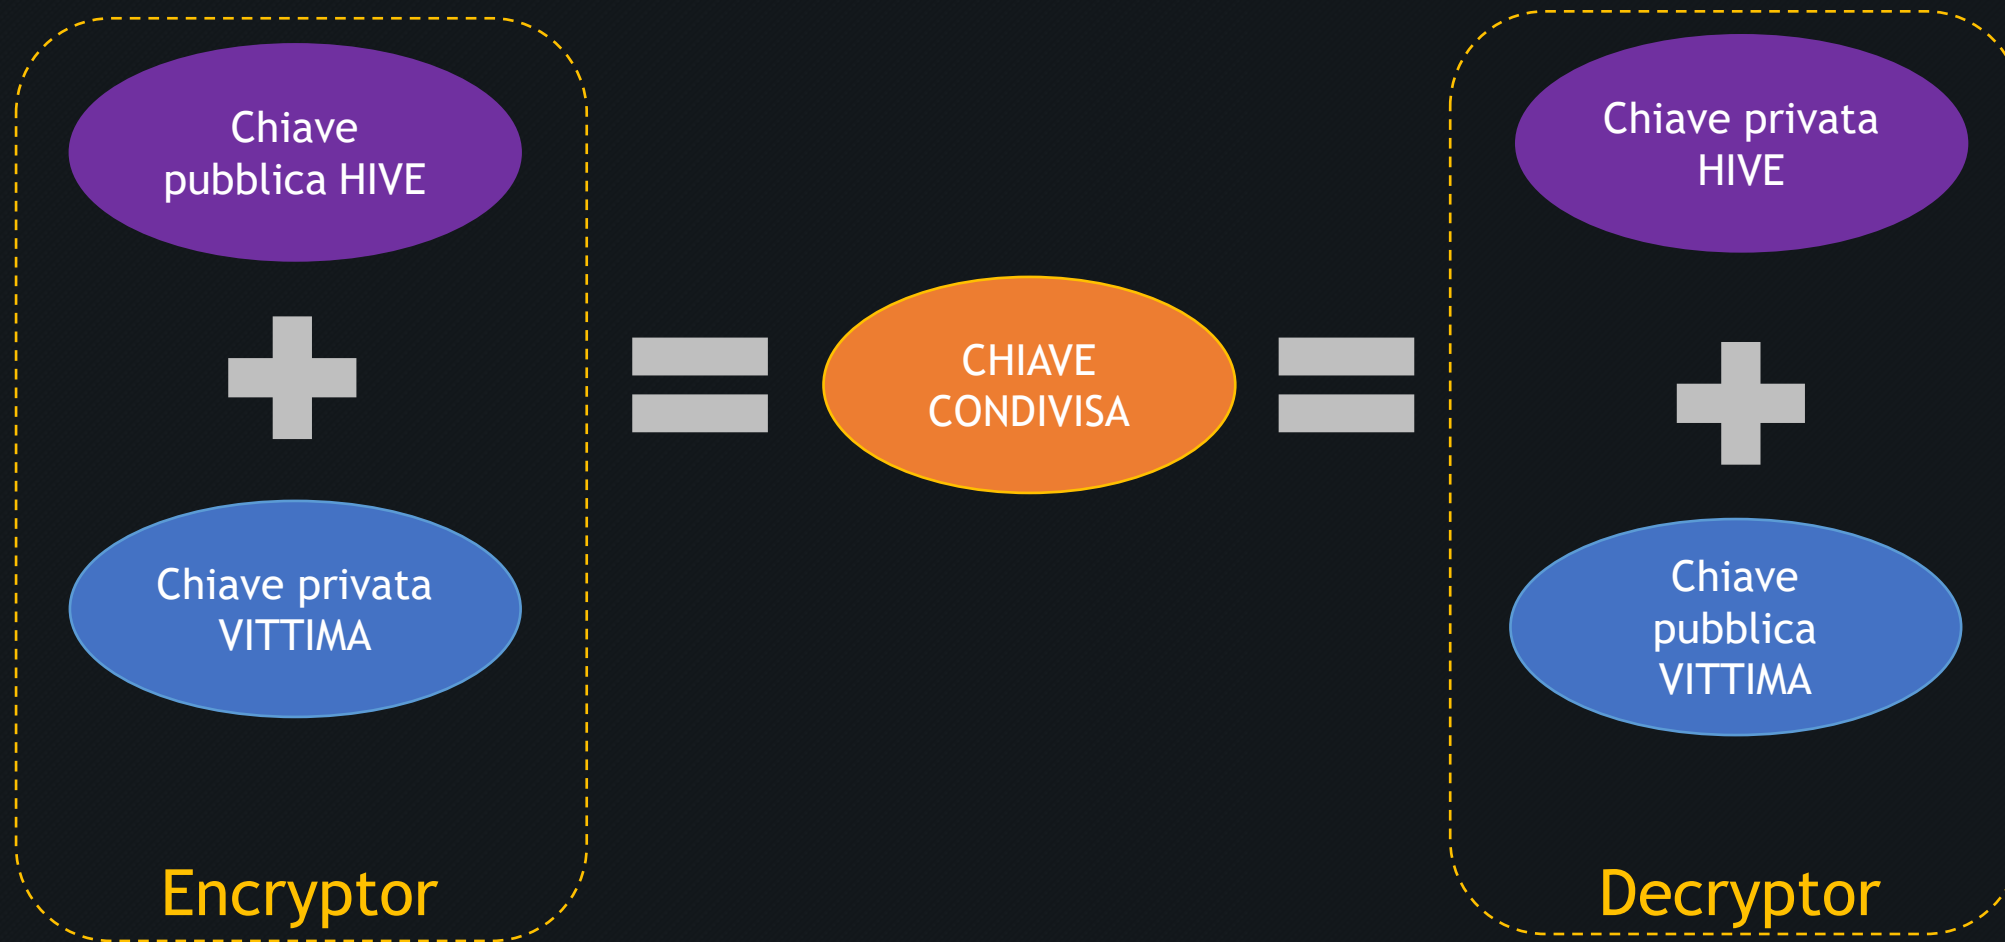 Chiave
pubblica HIVE
Chiave privata
VITTIMA
Encryptor
CHIAVE
CONDIVISA
Chiave privata
HIVE
Chiave
pubblica
VITTIMA
Decryptor